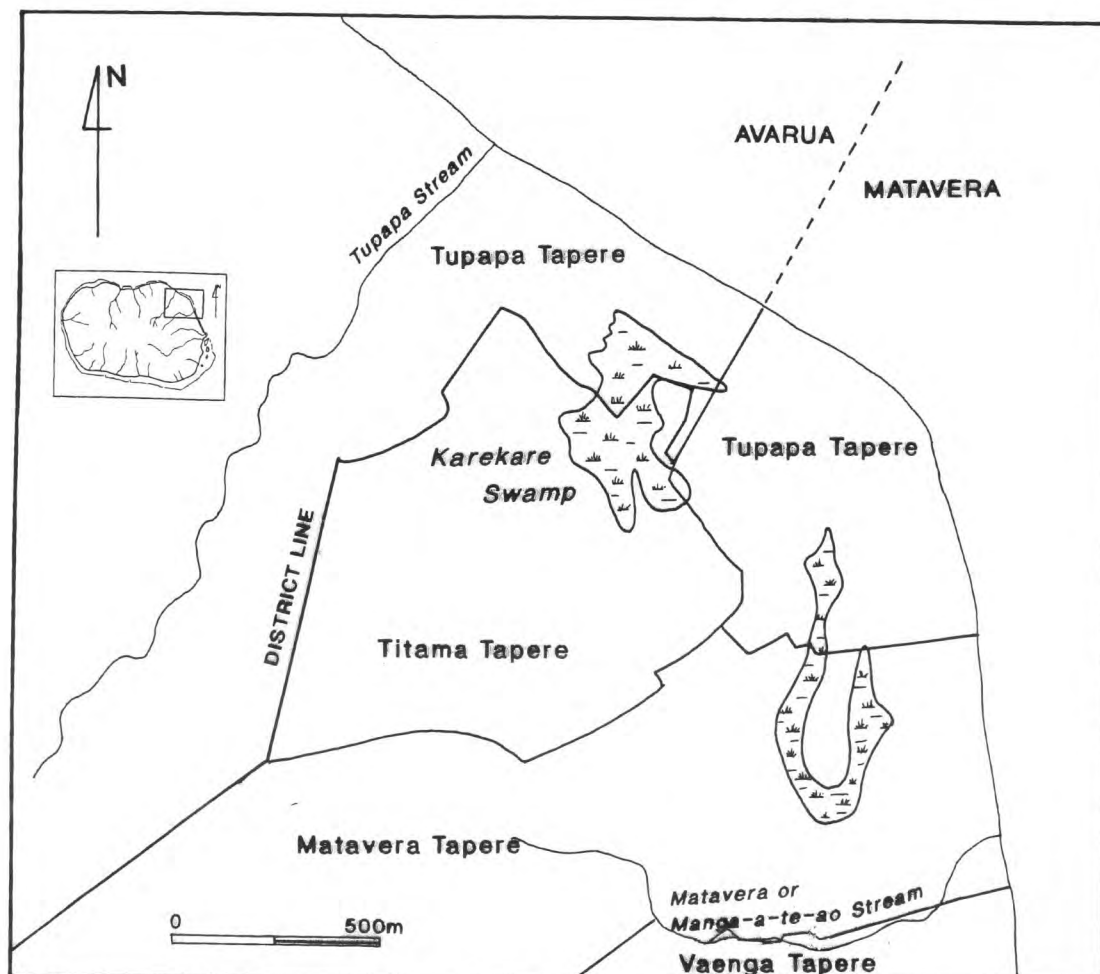 N
AVARUA
MATAVERA
Tupapa Stream
Tupapa Tapere
Karekare
Swamp
Tupapa Tapere
DISTRICT LINE
Titama Tapere
Matavera Tapere
Matavera or
Manga-a-te-ao Stream
0 500m
Vaenga Tapere